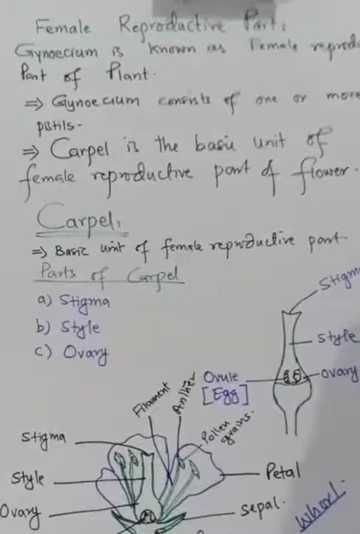 Female Reproductive Part:
Gynoecium is known as Female reprod
Part of Plant.
⇒ Gynoecium consists of one or more
pistils-
⇒ Carpel is the basic unit of
female reproductive part of flower.
Carpel:
⇒ Basic unit of female reproductive part.
Parts of Carpel
a) Stigma
b) Style
c) Ovary
Stigma
Style
Ovary
Ovule
[Egg]
Filament
Anther
Pollen
grains.
Stigma
Style
Ovary
Petal
Sepal.
Whorl.